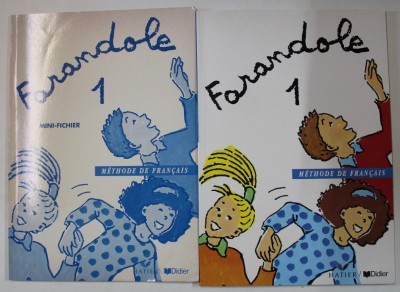 Farandole
1
MINI-FICHIER
MÉTHODE DE FRANÇAIS
HATIER/Didier
Farandole
1
MÉTHODE DE FRANÇAIS
HATIER/Didier